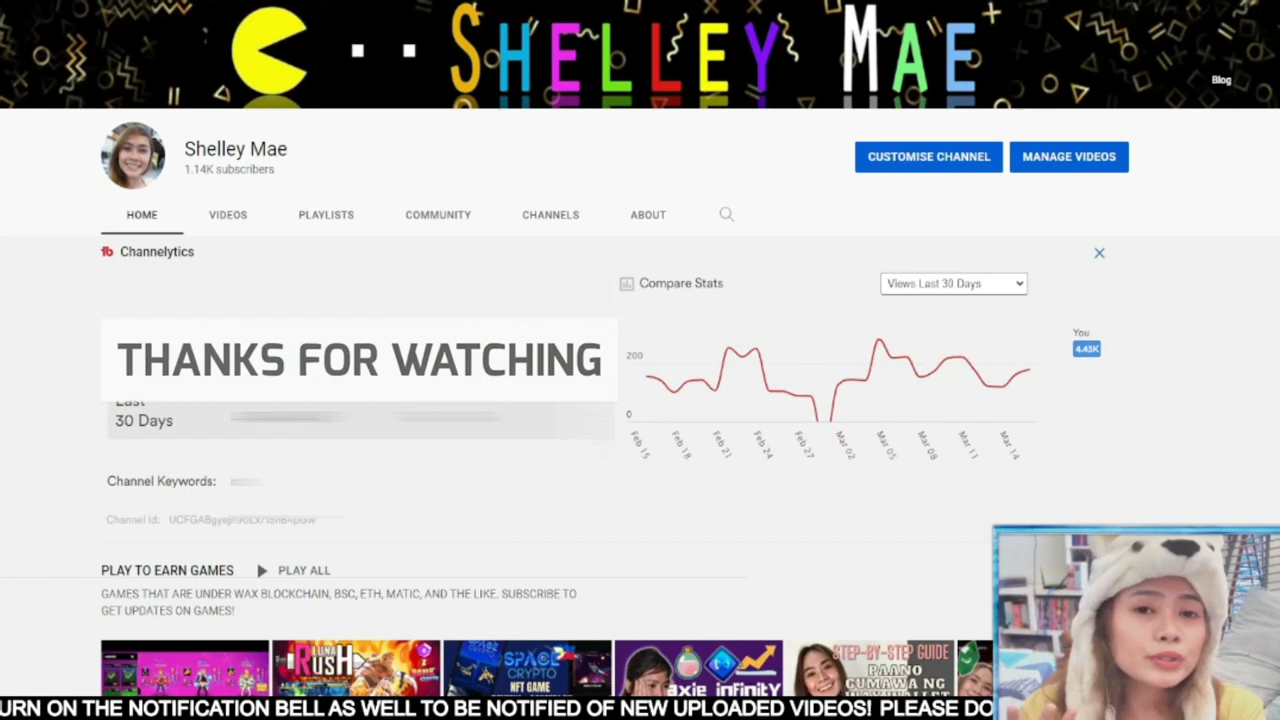 SHELLEY MAE
Blog
Shelley Mae
1.14K subscribers
CUSTOMISE CHANNEL
MANAGE VIDEOS
HOME VIDEOS PLAYLISTS COMMUNITY CHANNELS ABOUT
Channelytics
Compare Stats
Views Last 30 Days
THANKS FOR WATCHING
Last
30 Days
200
0
Feb 15 Feb 18 Feb 21 Feb 24 Feb 27 Mar 02 Mar 05 Mar 08 Mar 11 Mar 14
You
4.43K
Channel Keywords:
Channel Id:
PLAY TO EARN GAMES PLAY ALL
GAMES THAT ARE UNDER WAX BLOCKCHAIN, BSC, ETH, MATIC, AND THE LIKE. SUBSCRIBE TO
GET UPDATES ON GAMES!
LUNA
RUSH
SPACE
CRYPTO
NFT GAME
axie infinity
STEP-BY-STEP GUIDE
PAANO
GUMAWA NG
URN ON THE NOTIFICATION BELL AS WELL TO BE NOTIFIED OF NEW UPLOADED VIDEOS! PLEASE DO